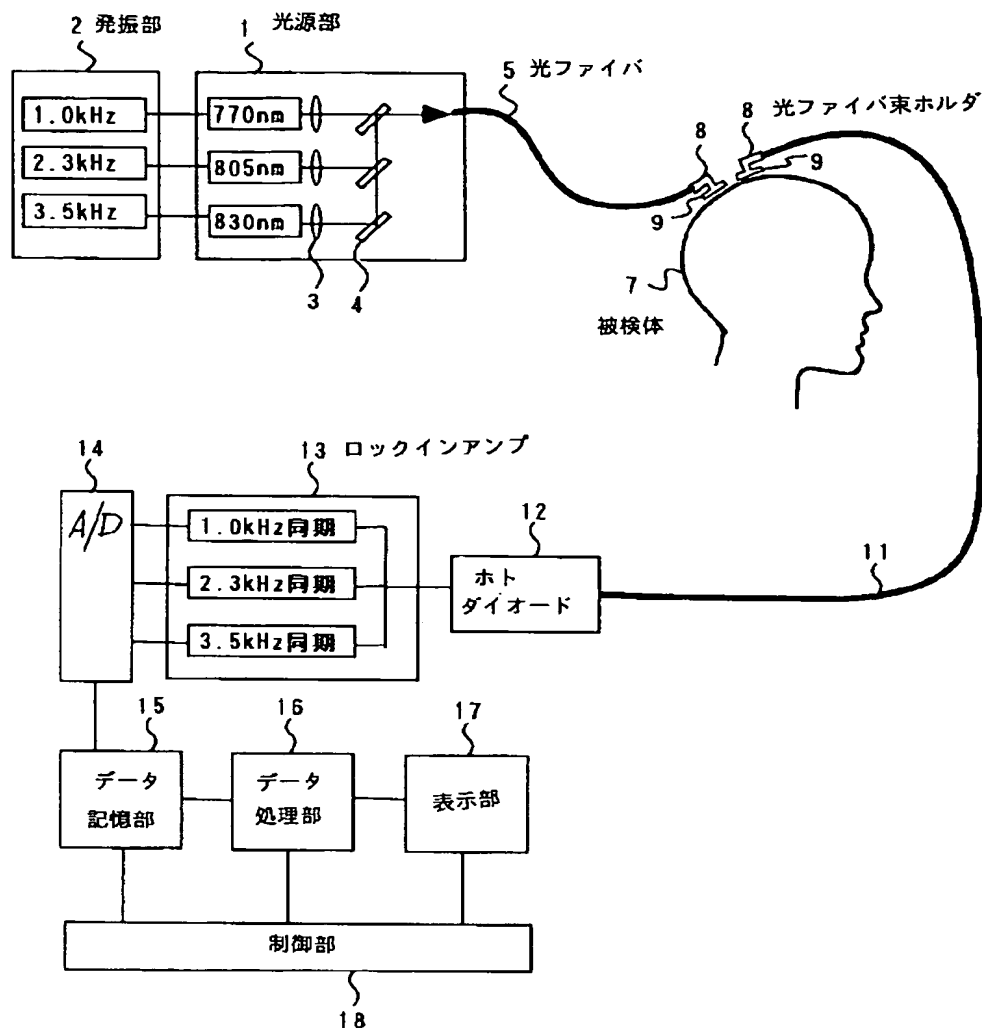 2 発振部
1 光源部
1.0kHz
2.3kHz
3.5kHz
770nm
805nm
830nm
3
4
5 光ファイバ
8
8 光ファイバ束ホルダ
9
9
7
被検体
14
A/D
13 ロックインアンプ
1.0kHz同期
2.3kHz同期
3.5kHz同期
12
ホト
ダイオード
11
15
データ
記憶部
16
データ
処理部
17
表示部
制御部
18